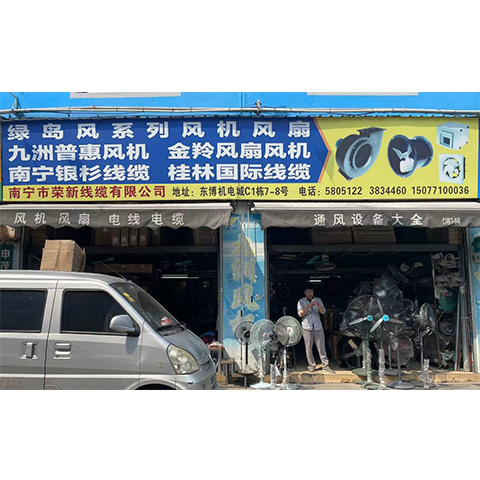 绿岛风系列风机风扇
九洲普惠风机 金羚风扇风机
南宁银杉线缆 桂林国际线缆
南宁市荣新线缆有限公司 地址：东博机电城C1栋7-8号 电话：5805122 3834460 15077100036
风机风扇 电线电缆 通风设备大全